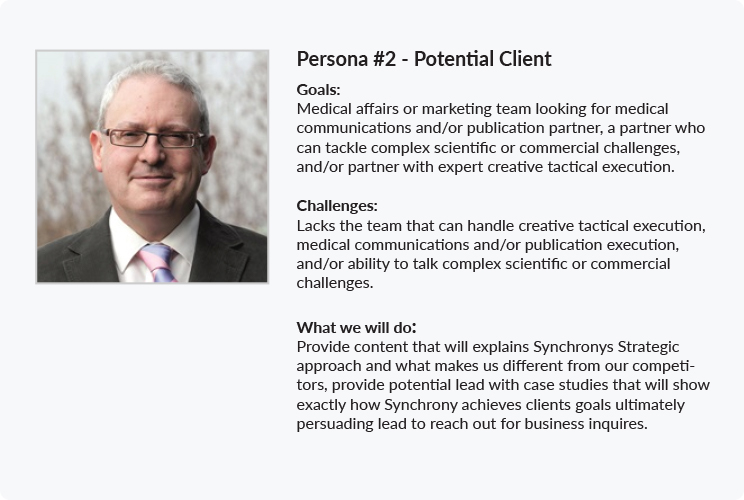 Persona #2 - Potential Client
Goals:
Medical affairs or marketing team looking for medical
communications and/or publication partner, a partner who
can tackle complex scientific or commercial challenges,
and/or partner with expert creative tactical execution.
Challenges:
Lacks the team that can handle creative tactical execution,
medical communications and/or publication execution,
and/or ability to talk complex scientific or commercial
challenges.
What we will do:
Provide content that will explains Synchronys Strategic
approach and what makes us different from our competi-
tors, provide potential lead with case studies that will show
exactly how Synchrony achieves clients goals ultimately
persuading lead to reach out for business inquires.